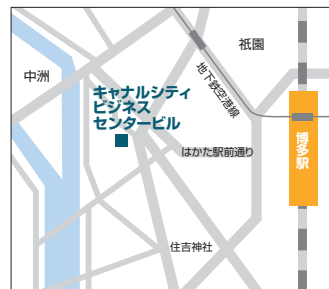 祇園
中洲
地下鉄空港線
キャナルシティ
ビジネス
センタービル
はかた駅前通り
博多駅
住吉神社